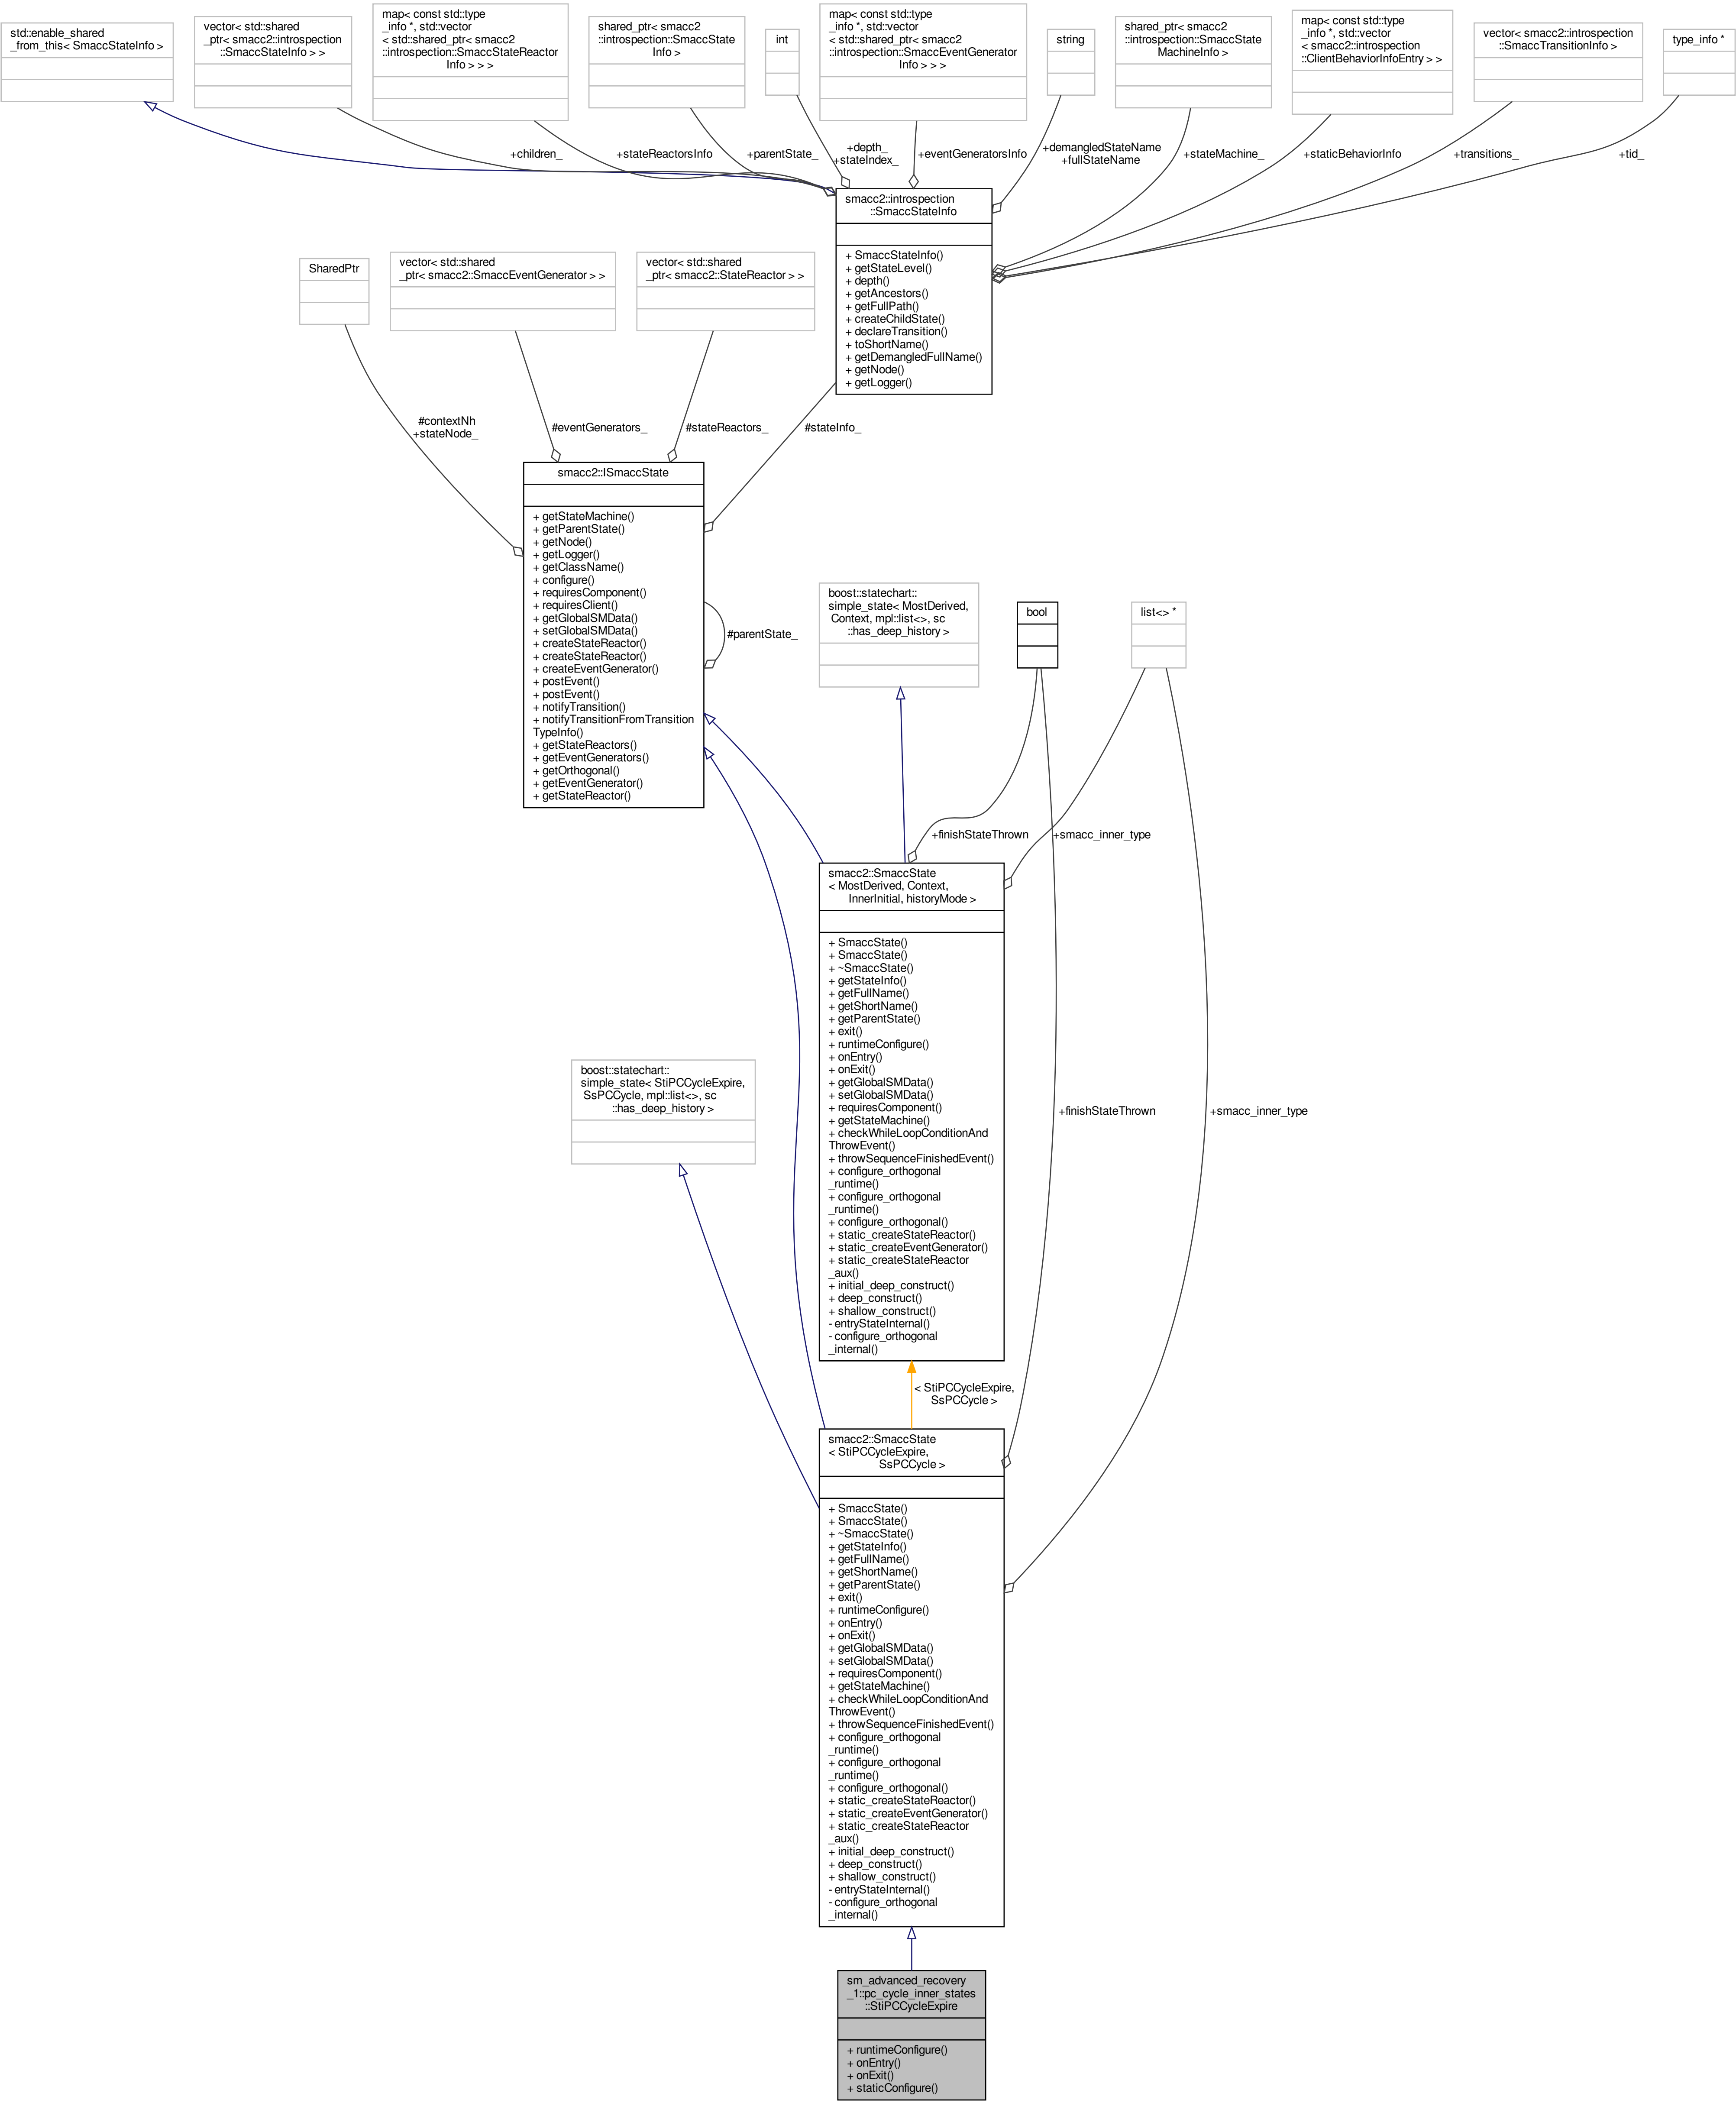 std::enable_shared
_from_this< SmaccStateInfo >
vector< std::shared
_ptr< smacc2::introspection
::SmaccStateInfo > >
map< const std::type
_info *, std::vector
< std::shared_ptr< smacc2
::introspection::SmaccStateReactor
Info > > >
shared_ptr< smacc2
::introspection::SmaccState
Info >
int
map< const std::type
_info *, std::vector
< std::shared_ptr< smacc2
::introspection::SmaccEventGenerator
Info > > >
string
shared_ptr< smacc2
::introspection::SmaccState
MachineInfo >
map< const std::type
_info *, std::vector
< smacc2::introspection
::ClientBehaviorInfoEntry > >
vector< smacc2::introspection
::SmaccTransitionInfo >
type_info *
+children_
+stateReactorsInfo
+parentState_
+depth_
+stateIndex_
+eventGeneratorsInfo
+demangledStateName
+fullStateName
+stateMachine_
+staticBehaviorInfo
+transitions_
+tid_
smacc2::introspection
::SmaccStateInfo
+ SmaccStateInfo()
+ getStateLevel()
+ depth()
+ getAncestors()
+ getFullPath()
+ createChildState()
+ declareTransition()
+ toShortName()
+ getDemangledFullName()
+ getNode()
+ getLogger()
SharedPtr
vector< std::shared
_ptr< smacc2::SmaccEventGenerator > >
vector< std::shared
_ptr< smacc2::StateReactor > >
#contextNh
+stateNode_
#eventGenerators_
#stateReactors_
#stateInfo_
smacc2::ISmaccState
+ getStateMachine()
+ getParentState()
+ getNode()
+ getLogger()
+ getClassName()
+ configure()
+ requiresComponent()
+ requiresClient()
+ getGlobalSMData()
+ setGlobalSMData()
+ createStateReactor()
+ createStateReactor()
+ createEventGenerator()
+ postEvent()
+ postEvent()
+ notifyTransition()
+ notifyTransitionFromTransition
TypeInfo()
+ getStateReactors()
+ getEventGenerators()
+ getOrthogonal()
+ getEventGenerator()
+ getStateReactor()
#parentState_
boost::statechart::
simple_state< MostDerived,
Context, mpl::list<>, sc
::has_deep_history >
bool
list<> *
+finishStateThrown
+smacc_inner_type
smacc2::SmaccState
< MostDerived, Context,
InnerInitial, historyMode >
+ SmaccState()
+ SmaccState()
+ ~SmaccState()
+ getStateInfo()
+ getFullName()
+ getShortName()
+ getParentState()
+ exit()
+ runtimeConfigure()
+ onEntry()
+ onExit()
+ getGlobalSMData()
+ setGlobalSMData()
+ requiresComponent()
+ getStateMachine()
+ checkWhileLoopConditionAnd
ThrowEvent()
+ throwSequenceFinishedEvent()
+ configure_orthogonal
_runtime()
+ configure_orthogonal
_runtime()
+ configure_orthogonal()
+ static_createStateReactor()
+ static_createEventGenerator()
+ static_createStateReactor
_aux()
+ initial_deep_construct()
+ deep_construct()
+ shallow_construct()
- entryStateInternal()
- configure_orthogonal
_internal()
boost::statechart::
simple_state< StiPCCycleExpire,
SsPCCycle, mpl::list<>, sc
::has_deep_history >
+finishStateThrown
+smacc_inner_type
< StiPCCycleExpire,
SsPCCycle >
smacc2::SmaccState
< StiPCCycleExpire,
SsPCCycle >
+ SmaccState()
+ SmaccState()
+ ~SmaccState()
+ getStateInfo()
+ getFullName()
+ getShortName()
+ getParentState()
+ exit()
+ runtimeConfigure()
+ onEntry()
+ onExit()
+ getGlobalSMData()
+ setGlobalSMData()
+ requiresComponent()
+ getStateMachine()
+ checkWhileLoopConditionAnd
ThrowEvent()
+ throwSequenceFinishedEvent()
+ configure_orthogonal
_runtime()
+ configure_orthogonal
_runtime()
+ configure_orthogonal()
+ static_createStateReactor()
+ static_createEventGenerator()
+ static_createStateReactor
_aux()
+ initial_deep_construct()
+ deep_construct()
+ shallow_construct()
- entryStateInternal()
- configure_orthogonal
_internal()
sm_advanced_recovery
_1::pc_cycle_inner_states
::StiPCCycleExpire
+ runtimeConfigure()
+ onEntry()
+ onExit()
+ staticConfigure()